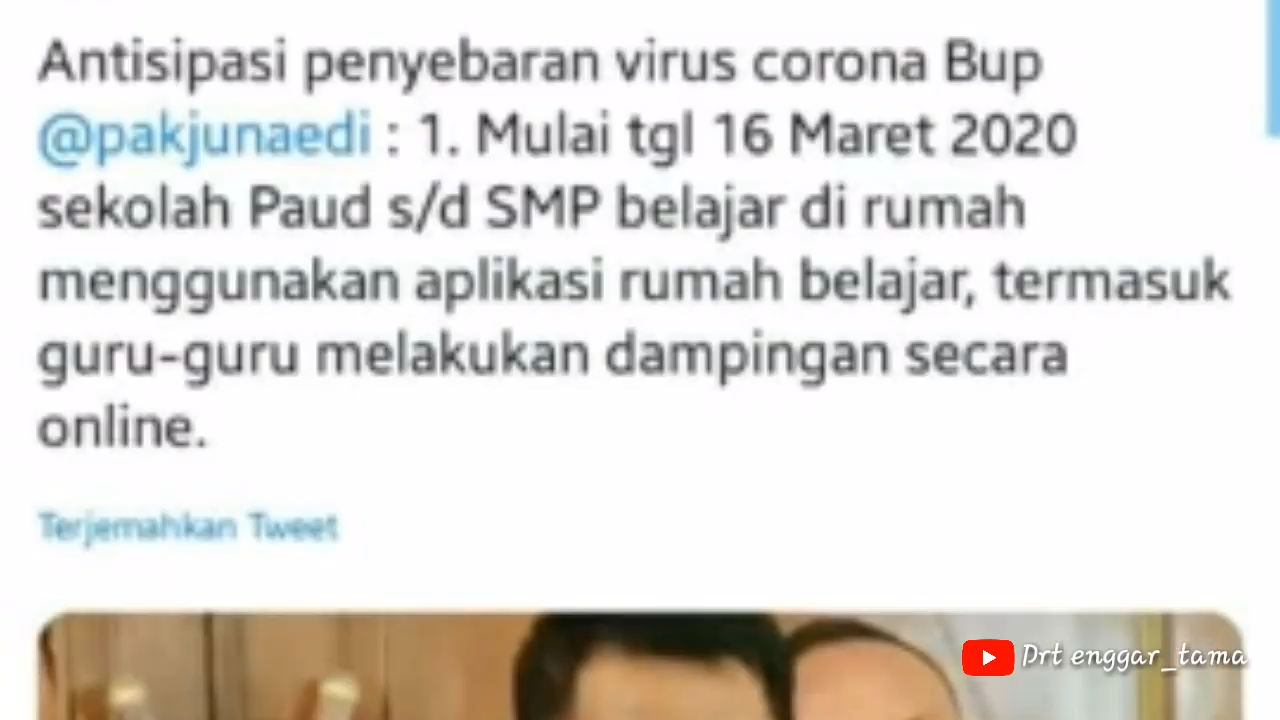 Antisipasi penyebaran virus corona Bup
@pakjunaedi : 1. Mulai tgl 16 Maret 2020
sekolah Paud s/d SMP belajar di rumah
menggunakan aplikasi rumah belajar, termasuk
guru-guru melakukan dampingan secara
online.
Terjemahkan Tweet
Drt enggar_tama